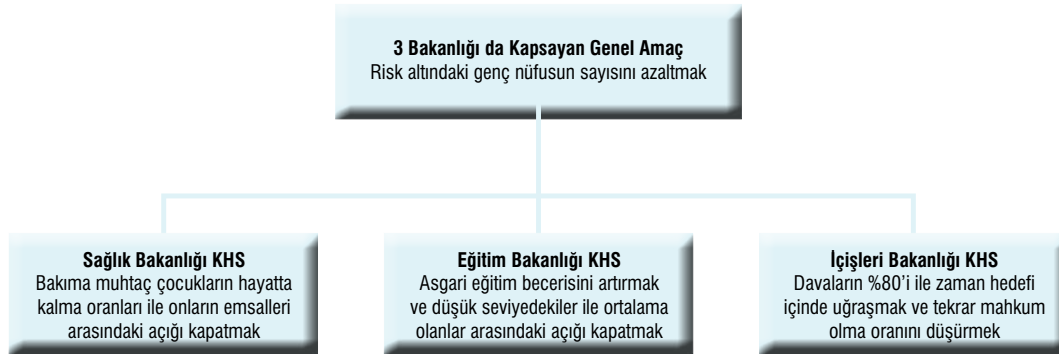 3 Bakanlığı da Kapsayan Genel Amaç
Risk altındaki genç nüfusun sayısını azaltmak
Sağlık Bakanlığı KHS
Bakıma muhtaç çocukların hayatta
kalma oranları ile onların emsalleri
arasındaki açığı kapatmak
Eğitim Bakanlığı KHS
Asgari eğitim becerisini artırmak
ve düşük seviyedekiler ile ortalama
olanlar arasındaki açığı kapatmak
İçişleri Bakanlığı KHS
Davaların %80’i ile zaman hedefi
içinde uğraşmak ve tekrar mahkum
olma oranını düşürmek